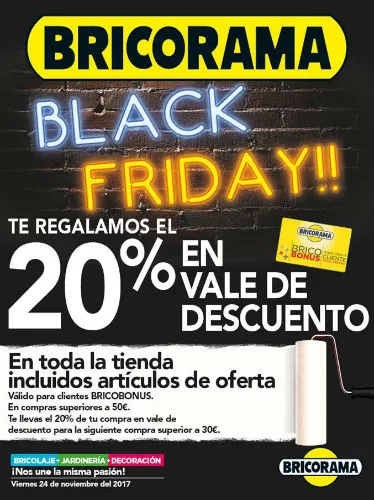 BRICORAMA
BLACK
FRIDAY!!
TE REGALAMOS EL
20% EN
VALE DE
DESCUENTO
BRICORAMA
BRICO
BONUS
CLIENTE
En toda la tienda
incluidos artículos de oferta
Válido para clientes BRICOBONUS.
En compras superiores a 50€.
Te llevas el 20% de tu compra en vale de
descuento para la siguiente compra superior a 30€.
BRICOLAJE+JARDINERÍA+DECORACIÓN
¡Nos une la misma pasión!
Viernes 24 de noviembre del 2017
BRICORAMA